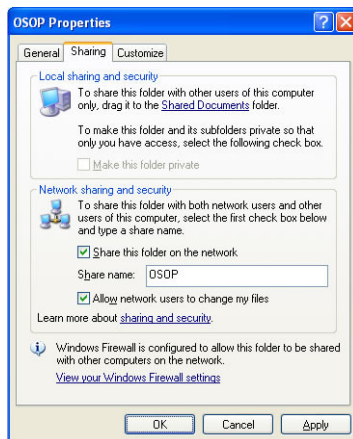 OSOP Properties
General Sharing Customize
Local sharing and security
To share this folder with other users of this computer
only, drag it to the Shared Documents folder.
To make this folder and its subfolders private so that
only you have access, select the following check box.
Make this folder private
Network sharing and security
To share this folder with both network users and other
users of this computer, select the first check box below
and type a share name.
Share this folder on the network
Share name: OSOP
Allow network users to change my files
Learn more about sharing and security.
Windows Firewall is configured to allow this folder to be shared
with other computers on the network.
View your Windows Firewall settings
OK Cancel Apply